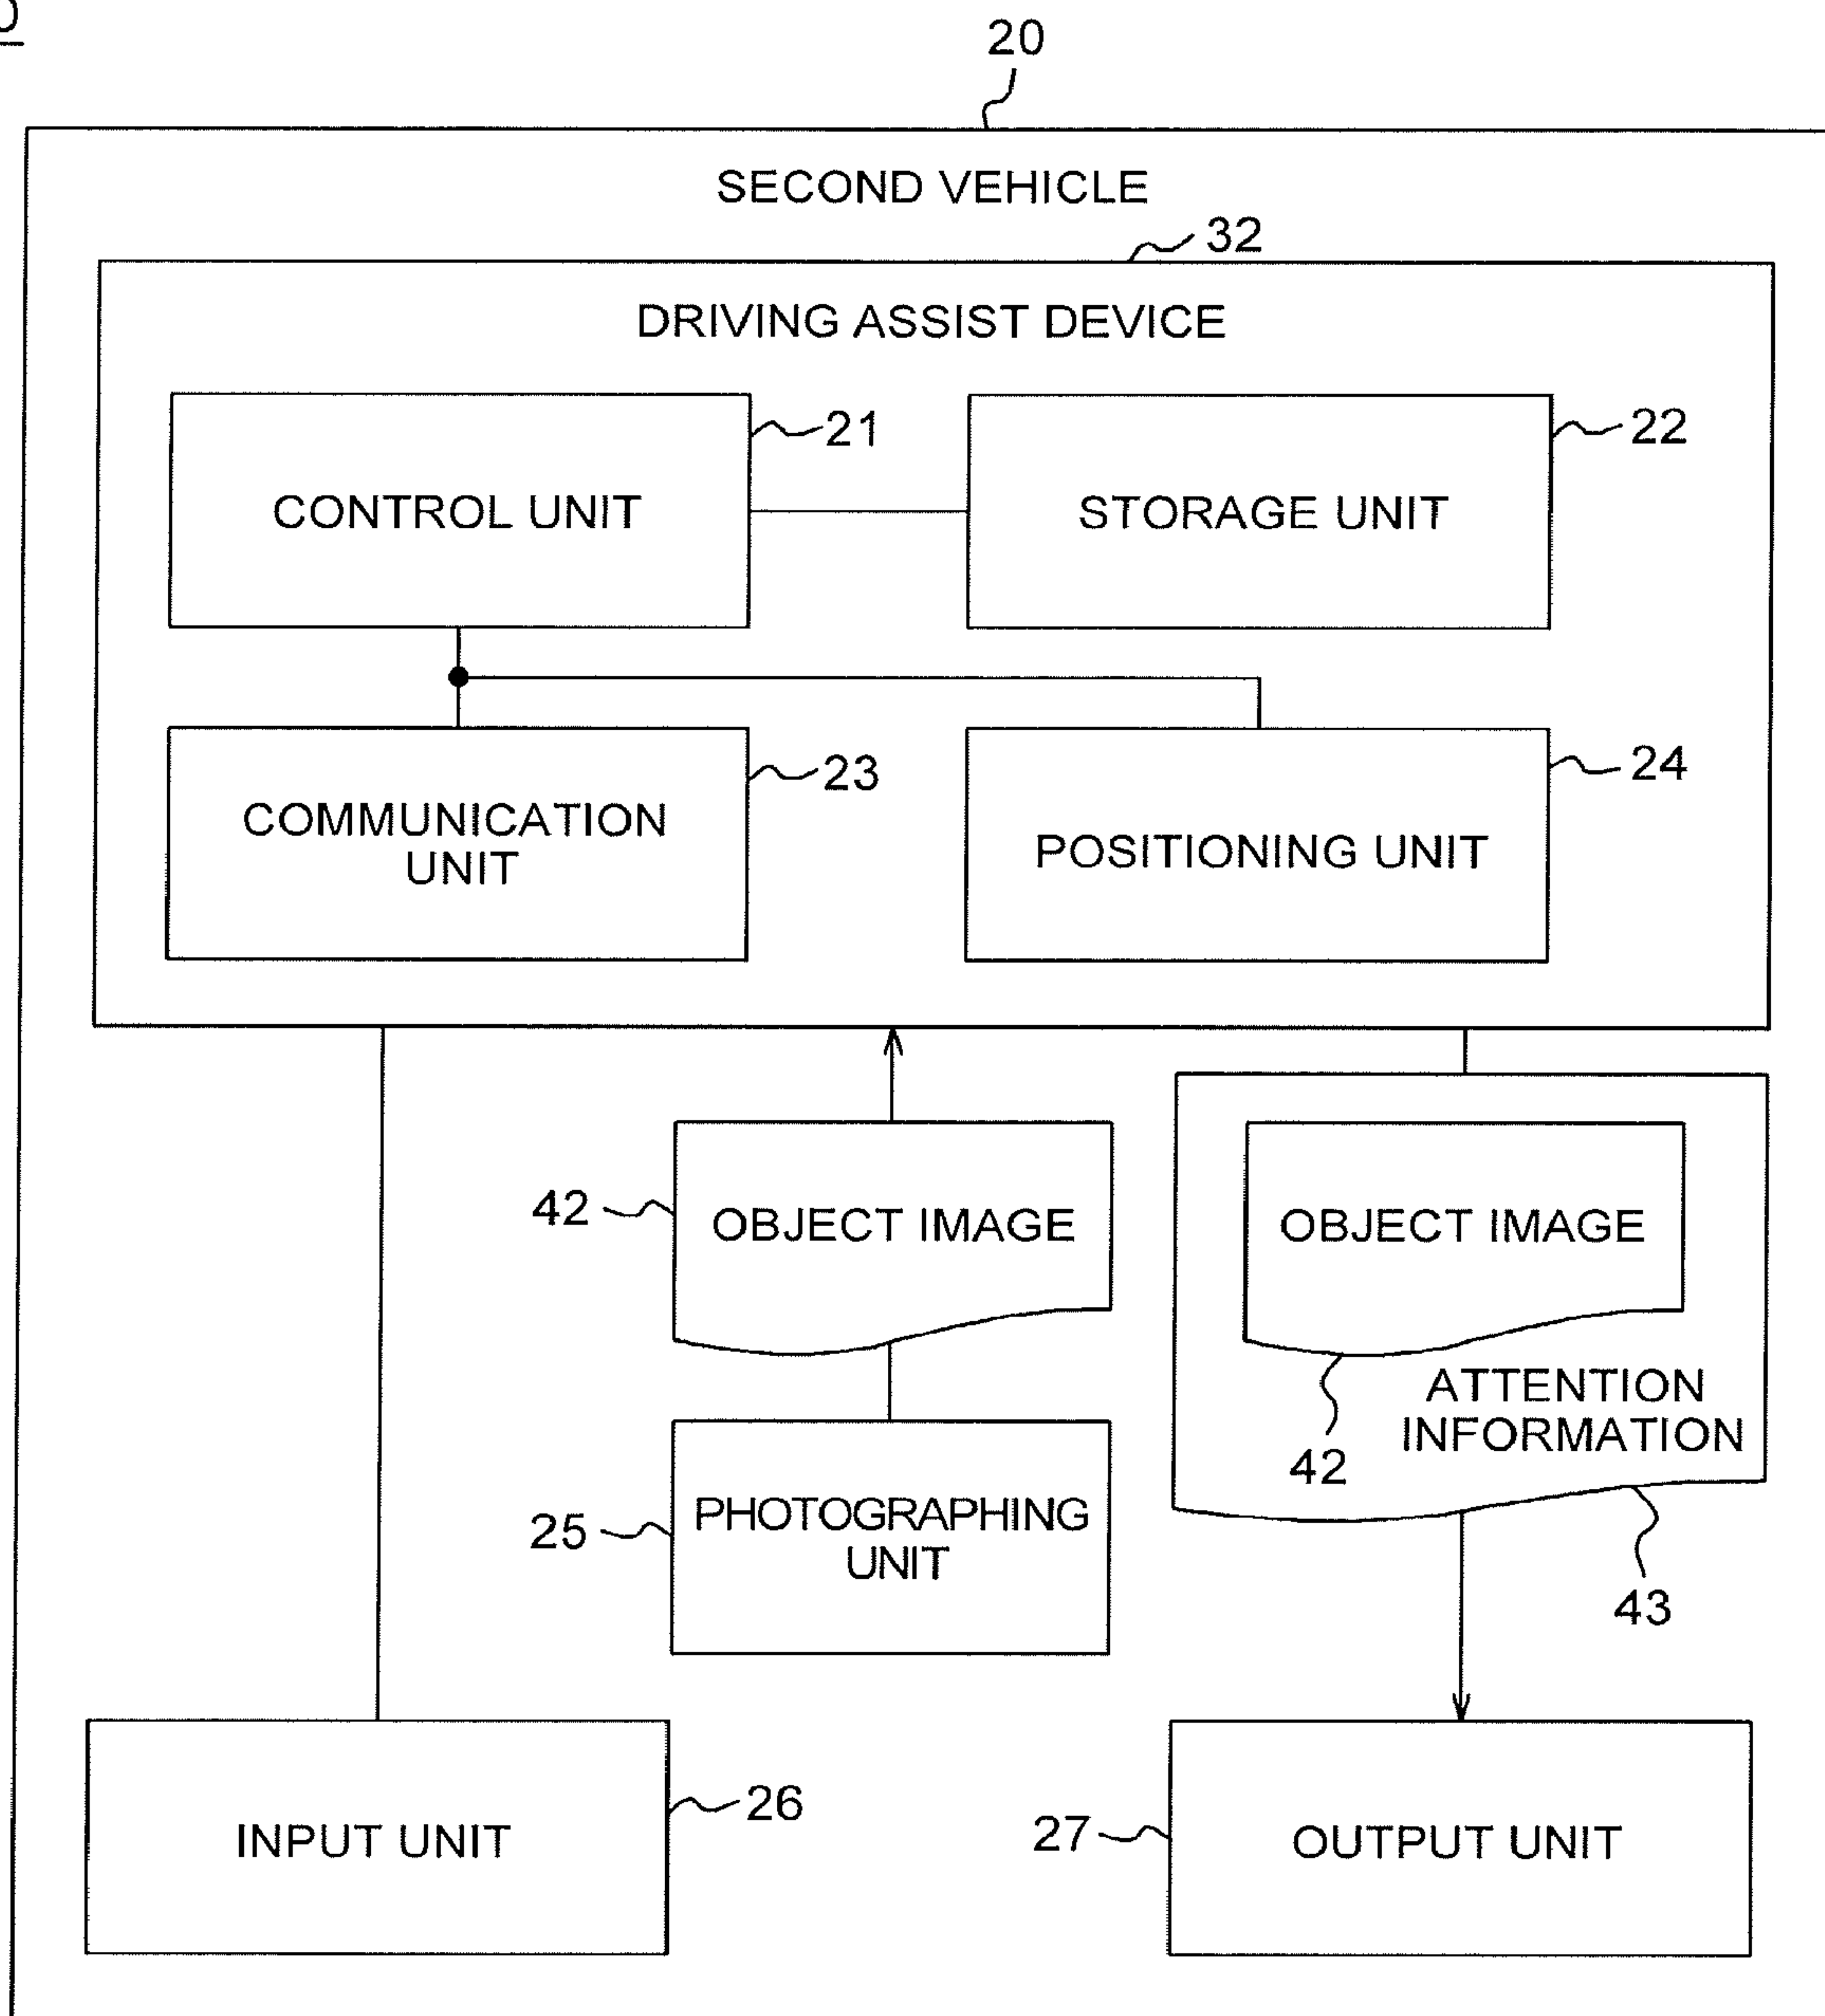 20
SECOND VEHICLE
32
DRIVING ASSIST DEVICE
21
22
CONTROL UNIT
STORAGE UNIT
23
24
COMMUNICATION
UNIT
POSITIONING UNIT
42
OBJECT IMAGE
OBJECT IMAGE
ATTENTION
INFORMATION
42
25
PHOTOGRAPHING
UNIT
43
26
INPUT UNIT
27
OUTPUT UNIT